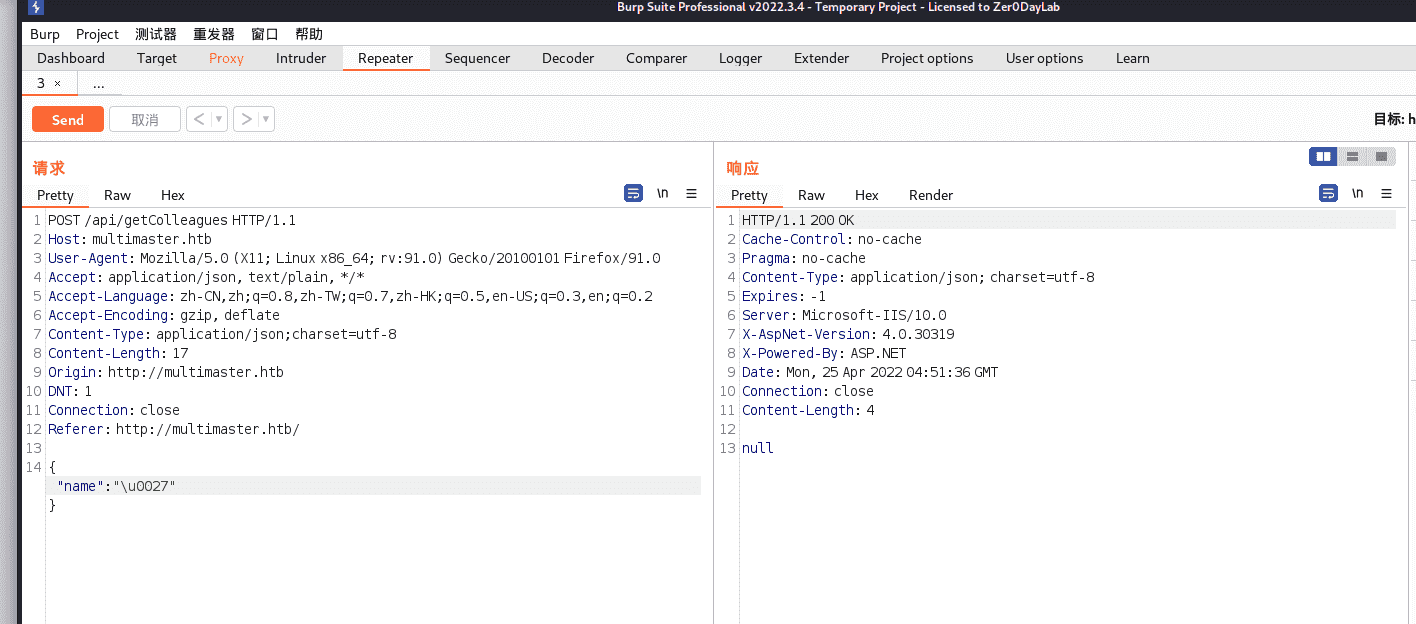 Burp Suite Professional v2022.3.4 - Temporary Project - Licensed to Zer0DayLab
Burp Project 测试器 重发器 窗口 帮助
Dashboard Target Proxy Intruder Repeater Sequencer Decoder Comparer Logger Extender Project options User options Learn
3 × ...
Send 取消 < >
目标: h
请求
Pretty Raw Hex \n
1 POST /api/getColleagues HTTP/1.1
2 Host: multimaster.htb
3 User-Agent: Mozilla/5.0 (X11; Linux x86_64; rv:91.0) Gecko/20100101 Firefox/91.0
4 Accept: application/json, text/plain, */*
5 Accept-Language: zh-CN,zh;q=0.8,zh-TW;q=0.7,zh-HK;q=0.5,en-US;q=0.3,en;q=0.2
6 Accept-Encoding: gzip, deflate
7 Content-Type: application/json;charset=utf-8
8 Content-Length: 17
9 Origin: http://multimaster.htb
10 DNT: 1
11 Connection: close
12 Referer: http://multimaster.htb/
13
14 {
"name":"\u0027"
}
响应
Pretty Raw Hex Render \n
1 HTTP/1.1 200 OK
2 Cache-Control: no-cache
3 Pragma: no-cache
4 Content-Type: application/json; charset=utf-8
5 Expires: -1
6 Server: Microsoft-IIS/10.0
7 X-AspNet-Version: 4.0.30319
8 X-Powered-By: ASP.NET
9 Date: Mon, 25 Apr 2022 04:51:36 GMT
10 Connection: close
11 Content-Length: 4
12
13 null